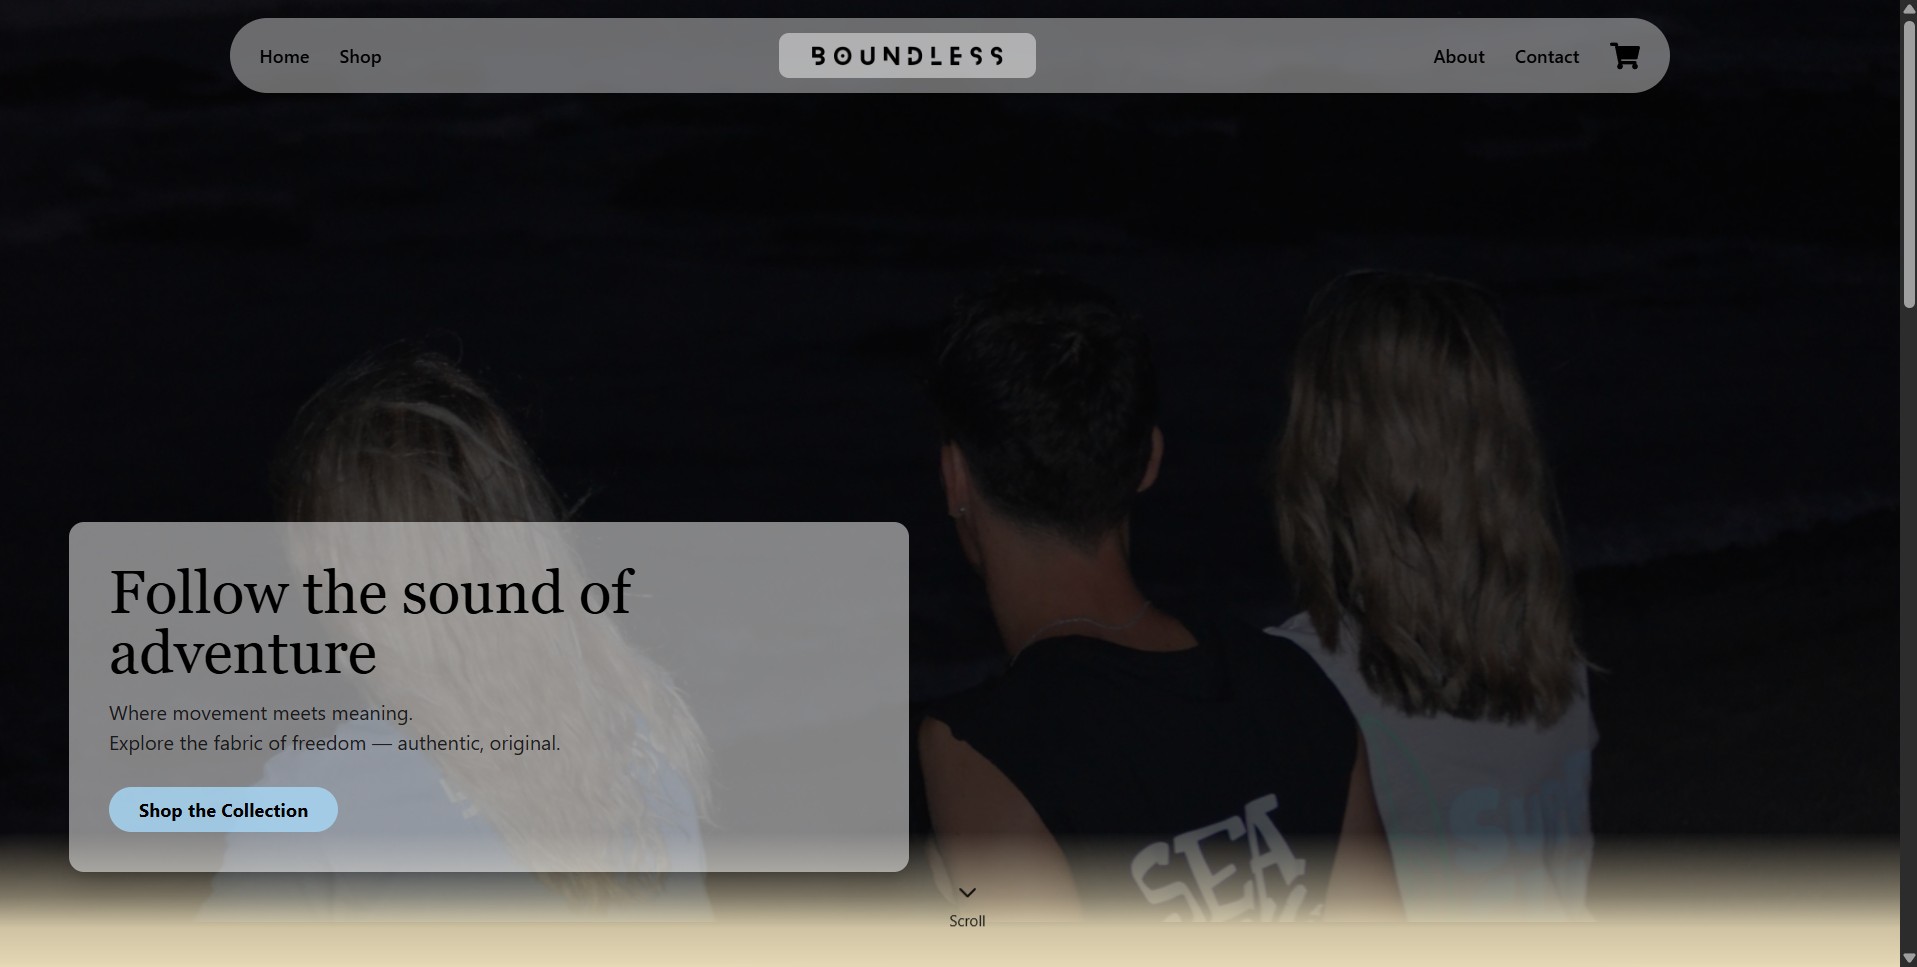 Home
Shop
BOUNDLESS
About
Contact
Follow the sound of
adventure
Where movement meets meaning.
Explore the fabric of freedom — authentic, original.
Shop the Collection
SEA
Scroll